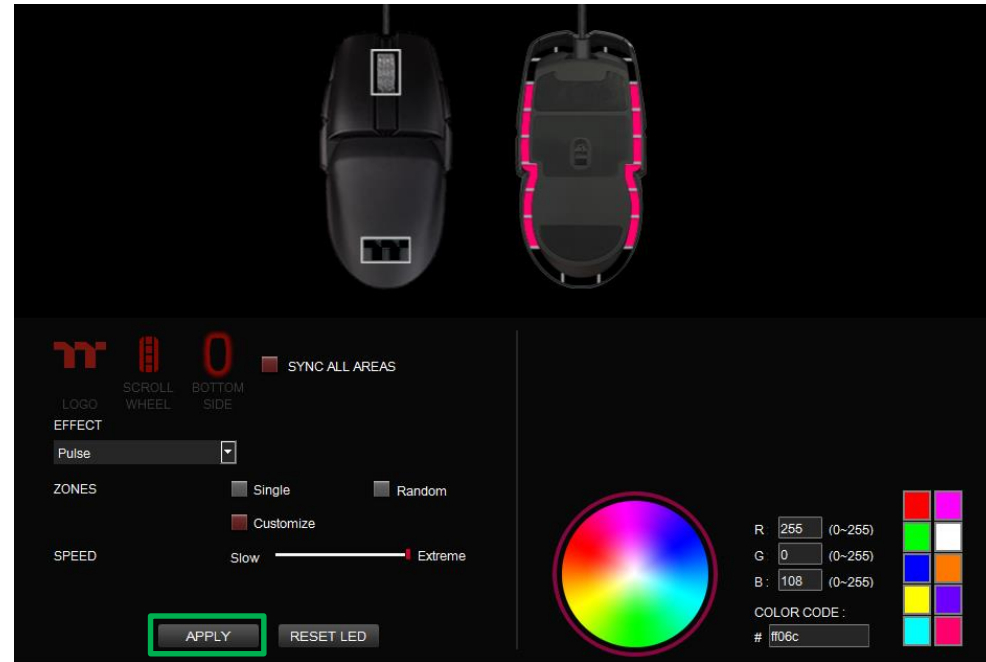 SYNC ALL AREAS
SCROLL BOTTOM
LOGO WHEEL SIDE
EFFECT
Pulse
ZONES Single Random
Customize
SPEED Slow Extreme
APPLY RESET LED
R 255 (0~255)
G 0 (0~255)
B : 108 (0~255)
COLOR CODE :
# ff06c